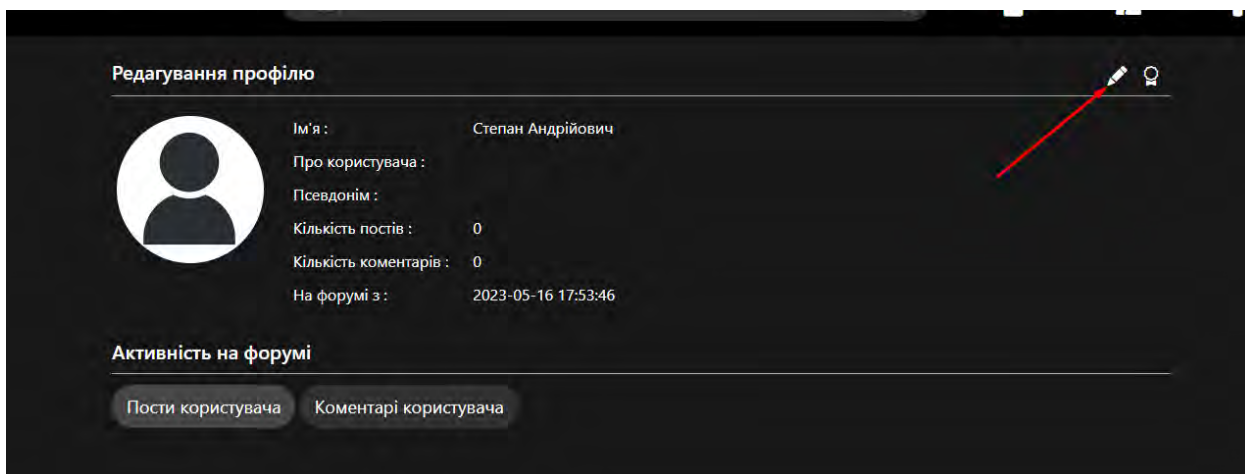 Редагування профілю
Ім'я : Степан Андрійович
Про користувача :
Псевдонім :
Кількість постів : 0
Кількість коментарів : 0
На форумі з : 2023-05-16 17:53:46
Активність на форумі
Пости користувача Коментарі користувача